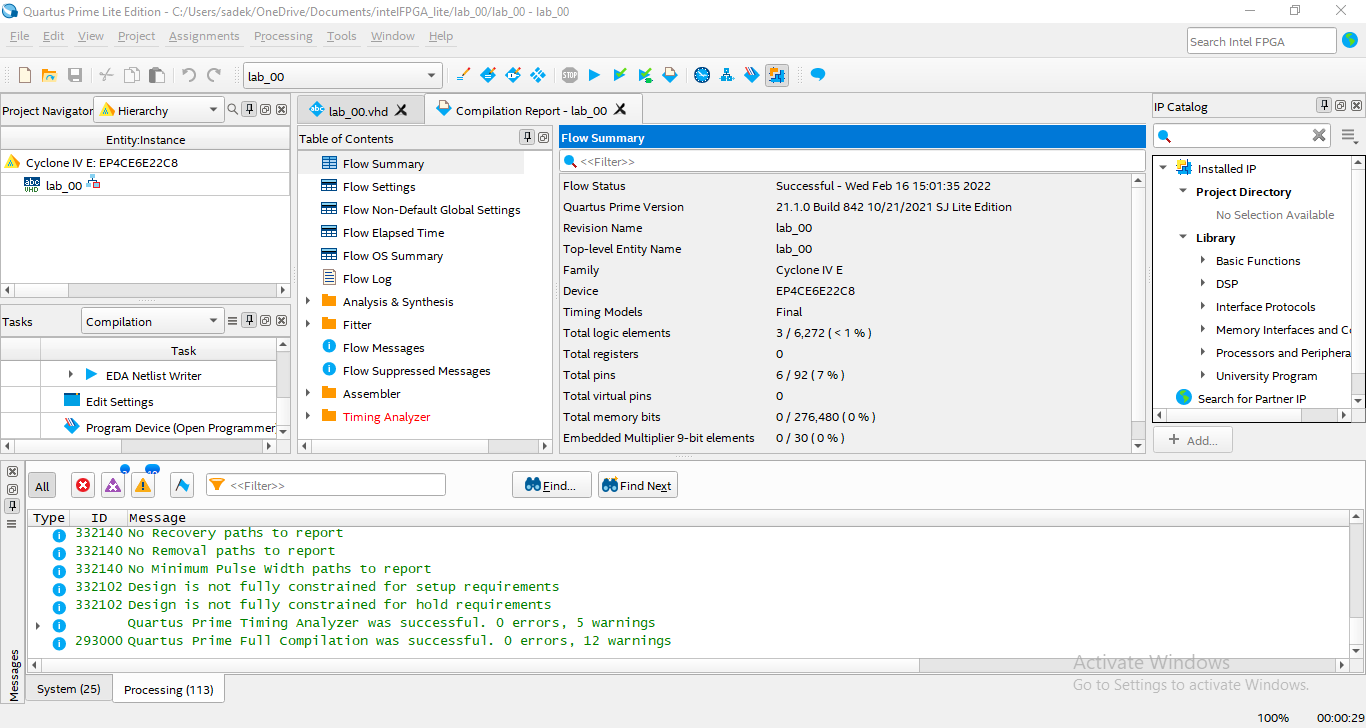 Quartus Prime Lite Edition - C:/Users/sadek/OneDrive/Documents/intelFPGA_lite/lab_00/lab_00 - lab_00
File Edit View Project Assignments Processing Tools Window Help
Search Intel FPGA
lab_00
Project Navigator Hierarchy
Entity:Instance
Cyclone IV E: EP4CE6E22C8
lab_00
Tasks Compilation
Task
EDA Netlist Writer
Edit Settings
Program Device (Open Programmer
lab_00.vhd
Compilation Report - lab_00
Table of Contents
Flow Summary
Flow Settings
Flow Non-Default Global Settings
Flow Elapsed Time
Flow OS Summary
Flow Log
Analysis & Synthesis
Fitter
Flow Messages
Flow Suppressed Messages
Assembler
Timing Analyzer
Flow Summary
<<Filter>>
Flow Status Successful - Wed Feb 16 15:01:35 2022
Quartus Prime Version 21.1.0 Build 842 10/21/2021 SJ Lite Edition
Revision Name lab_00
Top-level Entity Name lab_00
Family Cyclone IV E
Device EP4CE6E22C8
Timing Models Final
Total logic elements 3 / 6,272 ( < 1 % )
Total registers 0
Total pins 6 / 92 ( 7 % )
Total virtual pins 0
Total memory bits 0 / 276,480 ( 0 % )
Embedded Multiplier 9-bit elements 0 / 30 ( 0 % )
IP Catalog
Installed IP
Project Directory
No Selection Available
Library
Basic Functions
DSP
Interface Protocols
Memory Interfaces and C
Processors and Periphera
University Program
Search for Partner IP
+ Add...
All
<<Filter>>
Find...
Find Next
Type ID Message
332140 No Recovery paths to report
332140 No Removal paths to report
332140 No Minimum Pulse Width paths to report
332102 Design is not fully constrained for setup requirements
332102 Design is not fully constrained for hold requirements
Quartus Prime Timing Analyzer was successful. 0 errors, 5 warnings
293000 Quartus Prime Full Compilation was successful. 0 errors, 12 warnings
Messages
System (25) Processing (113)
Activate Windows
Go to Settings to activate Windows.
100% 00:00:29